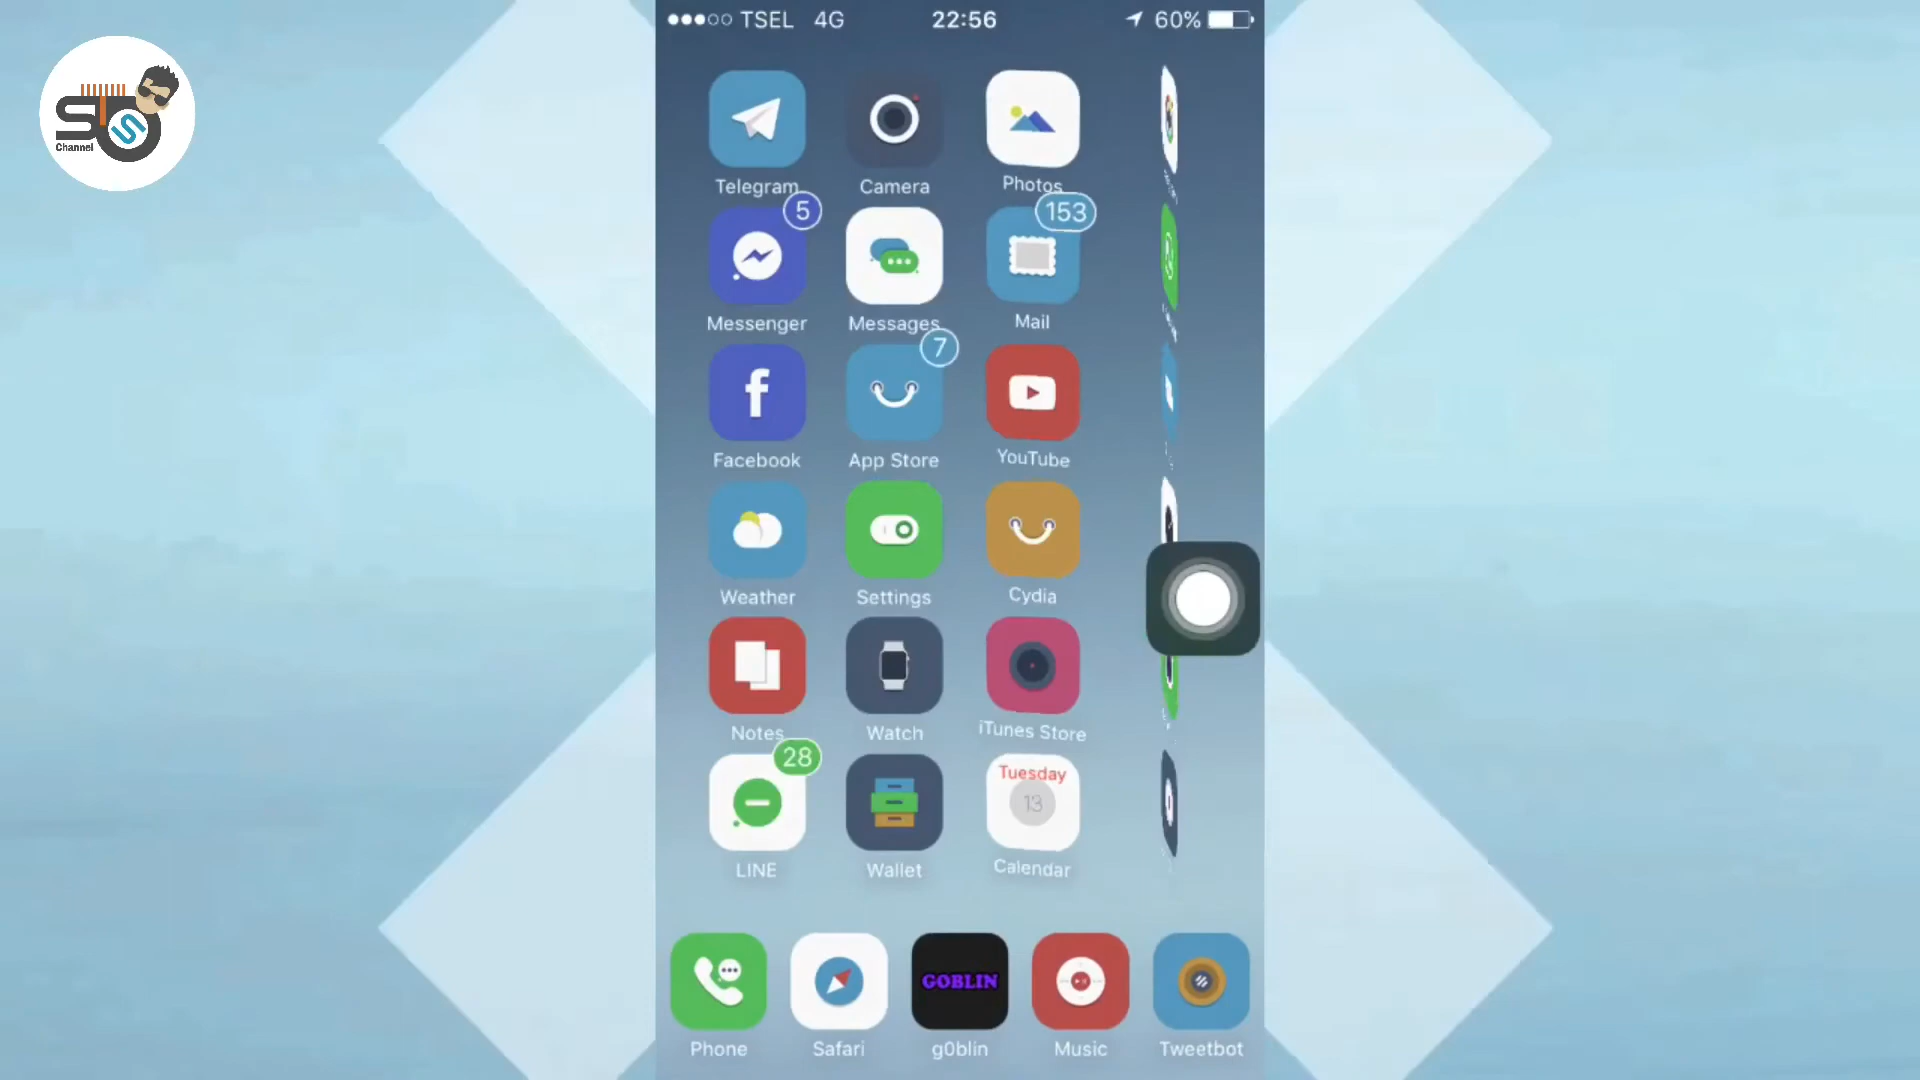 TSEL 4G 22:56 60%
STS
Channel
Telegram Camera Photos
5 153
Messenger Messages Mail
7
Facebook App Store YouTube
Weather Settings Cydia
Notes Watch iTunes Store
28 Tuesday
13
LINE Wallet Calendar
GOBLIN
Phone Safari g0blin Music Tweetbot